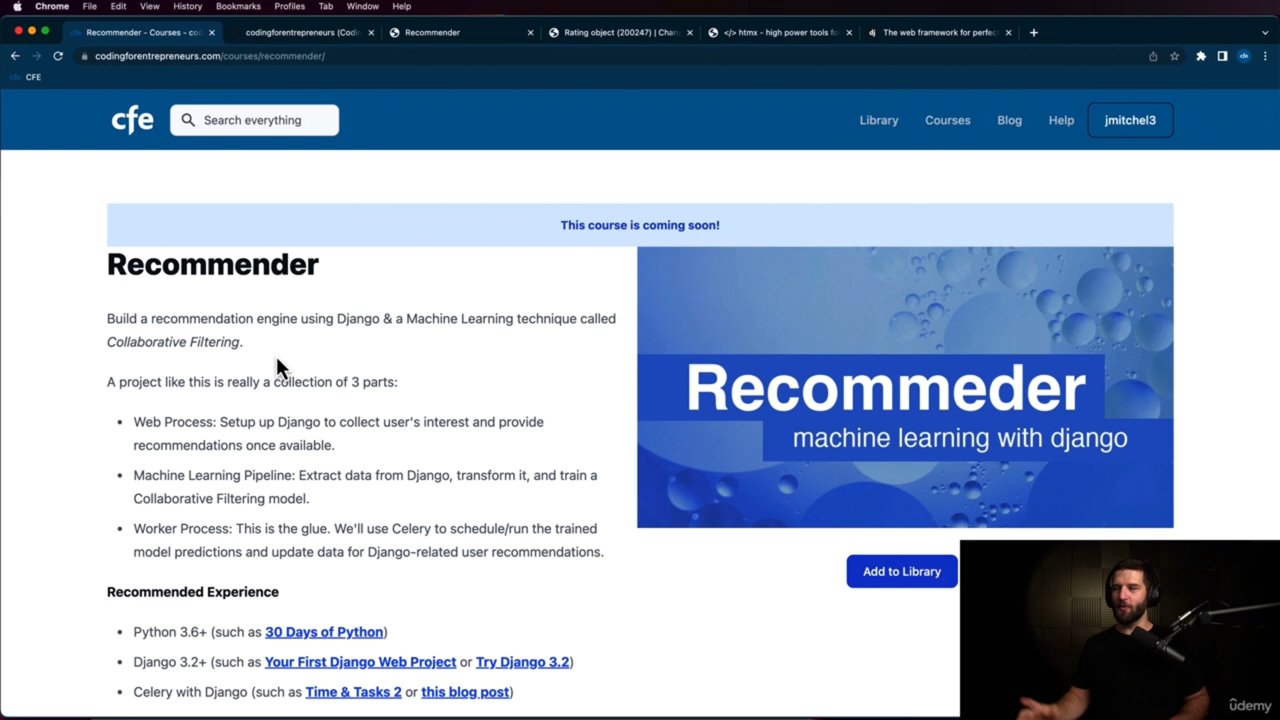 Chrome File Edit View History Bookmarks Profiles Tab Window Help
Recommender - Courses - co
codingforentrepreneurs (Codin
Recommender
Rating object (200247) | Chan
</> htmx - high power tools fo
The web framework for perfec
codingforentrepreneurs.com/courses/recommender/
CFE
cfe
Search everything
Library Courses Blog Help jmitchel3
This course is coming soon!
Recommender
Build a recommendation engine using Django & a Machine Learning technique called
Collaborative Filtering.
A project like this is really a collection of 3 parts:
• Web Process: Setup up Django to collect user's interest and provide
recommendations once available.
• Machine Learning Pipeline: Extract data from Django, transform it, and train a
Collaborative Filtering model.
• Worker Process: This is the glue. We'll use Celery to schedule/run the trained
model predictions and update data for Django-related user recommendations.
Recommended Experience
• Python 3.6+ (such as 30 Days of Python)
• Django 3.2+ (such as Your First Django Web Project or Try Django 3.2)
• Celery with Django (such as Time & Tasks 2 or this blog post)
Recommeder
machine learning with django
Add to Library
ûdemy